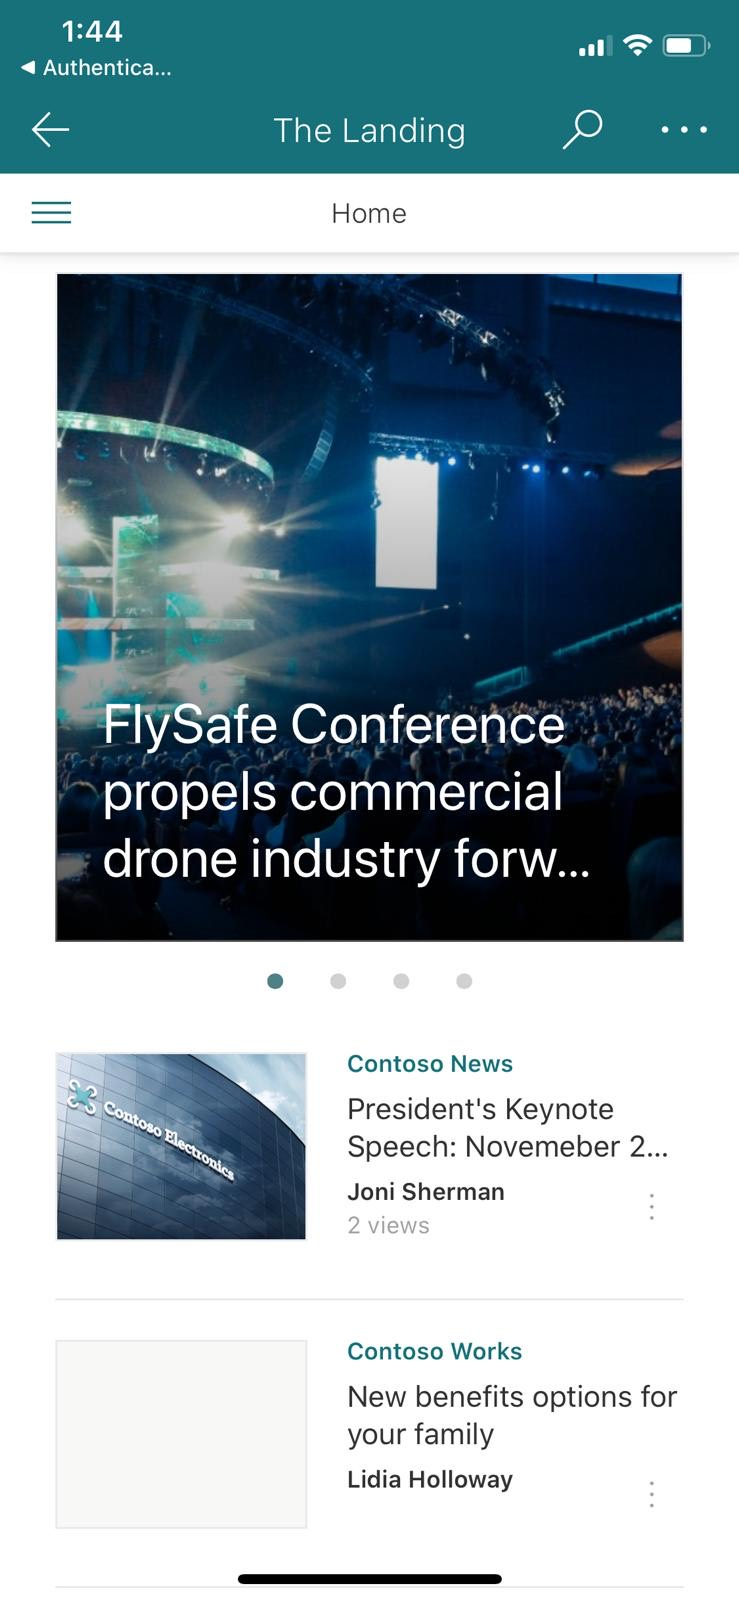 1:44
◀ Authentica...
The Landing
Home
FlySafe Conference
propels commercial
drone industry forw...
Contoso Electronics
Contoso News
President's Keynote
Speech: Novemeber 2...
Joni Sherman
2 views
Contoso Works
New benefits options for
your family
Lidia Holloway